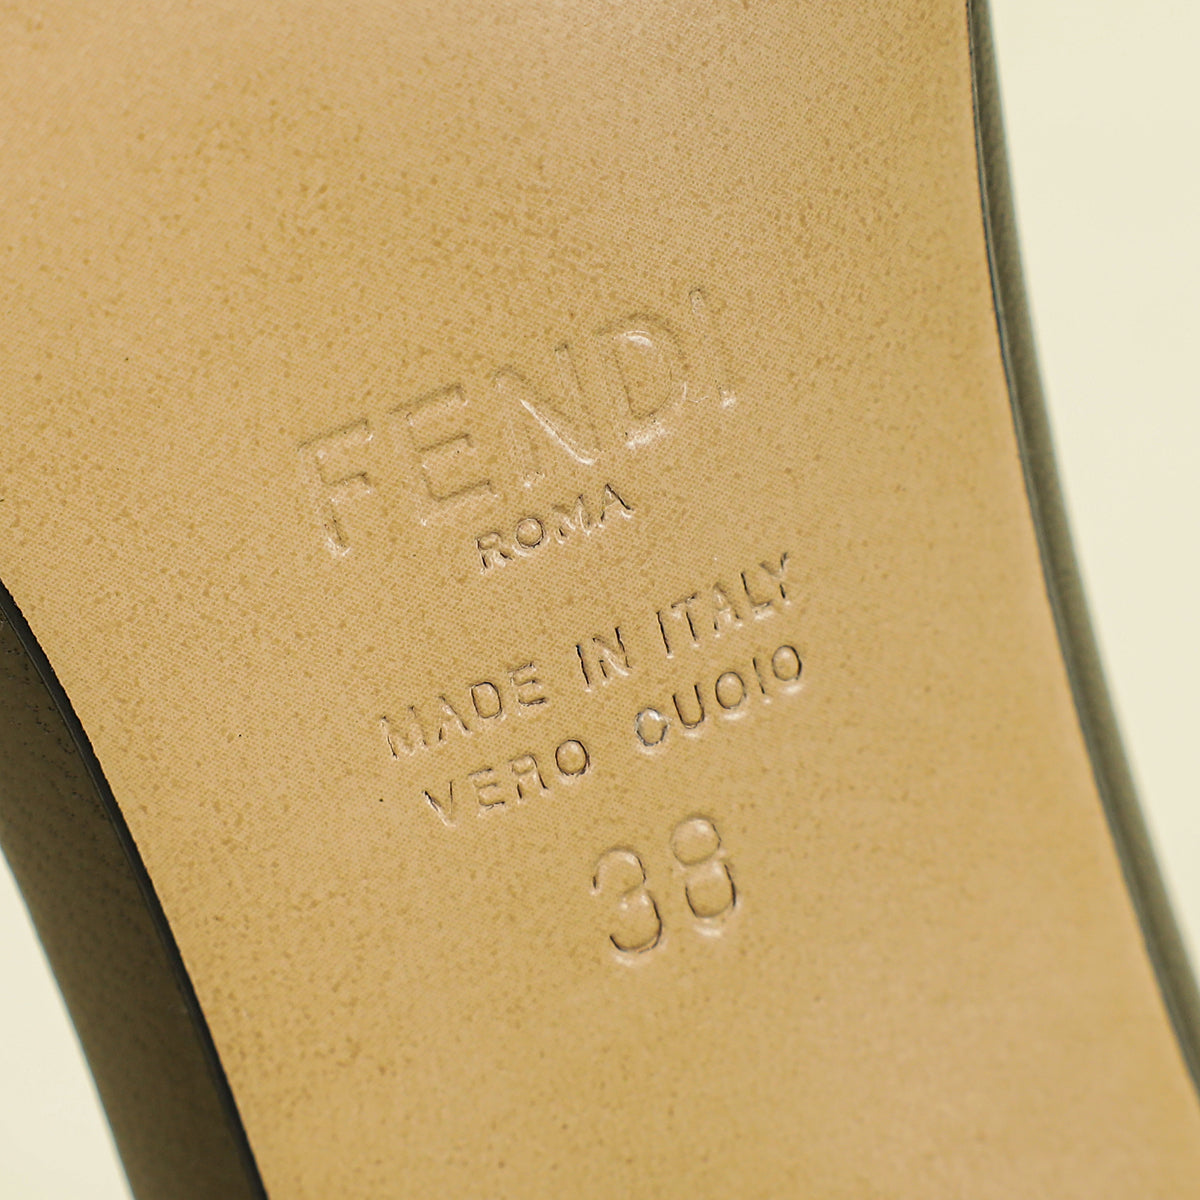 FENDI
ROMA
MADE IN ITALY
VERO CUOIO
38